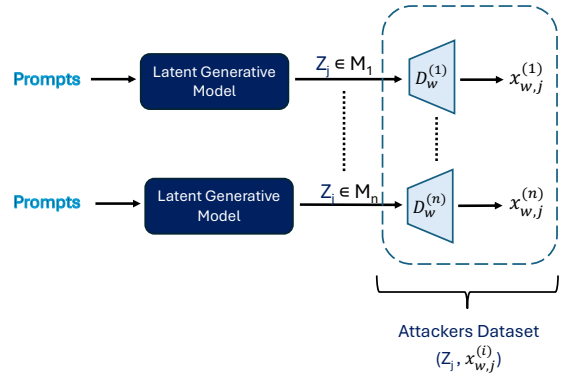 Prompts
Latent Generative
Model
Z_j ∈ M_1
D_w^{(1)}
x_{w,j}^{(1)}
Prompts
Latent Generative
Model
Z_j ∈ M_n
D_w^{(n)}
x_{w,j}^{(n)}
Attackers Dataset
(Z_j , x_{w,j}^{(i)})